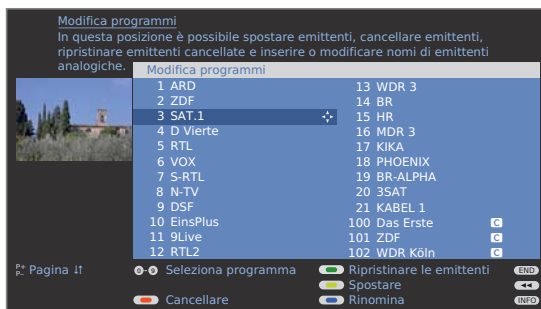 Modifica programmi
In questa posizione è possibile spostare emittenti, cancellare emittenti,
ripristinare emittenti cancellate e inserire o modificare nomi di emittenti
analogiche.
Modifica programmi
1 ARD
2 ZDF
3 SAT.1
4 D Vierte
5 RTL
6 VOX
7 S-RTL
8 N-TV
9 DSF
10 EinsPlus
11 9Live
12 RTL2
13 WDR 3
14 BR
15 HR
16 MDR 3
17 KIKA
18 PHOENIX
19 BR-ALPHA
20 3SAT
21 KABEL 1
100 Das Erste C
101 ZDF C
102 WDR Köln C
P+
P- Pagina ↓↑
0-9 Seleziona programma
Ripristinare le emittenti END
Spostare
Cancellare
Rinomina INFO